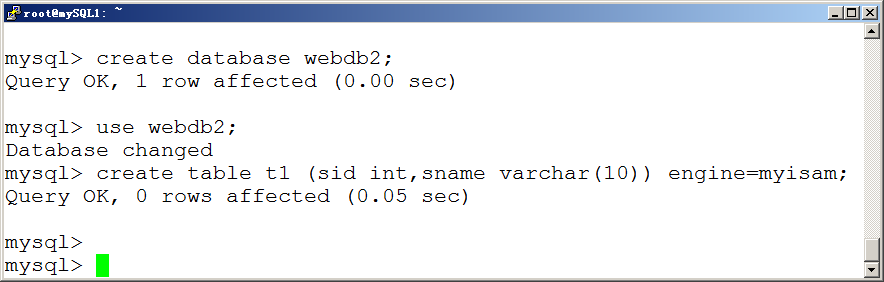 root@mySQL1: ~
mysql> create database webdb2;
Query OK, 1 row affected (0.00 sec)
mysql> use webdb2;
Database changed
mysql> create table t1 (sid int,sname varchar(10)) engine=myisam;
Query OK, 0 rows affected (0.05 sec)
mysql>
mysql>